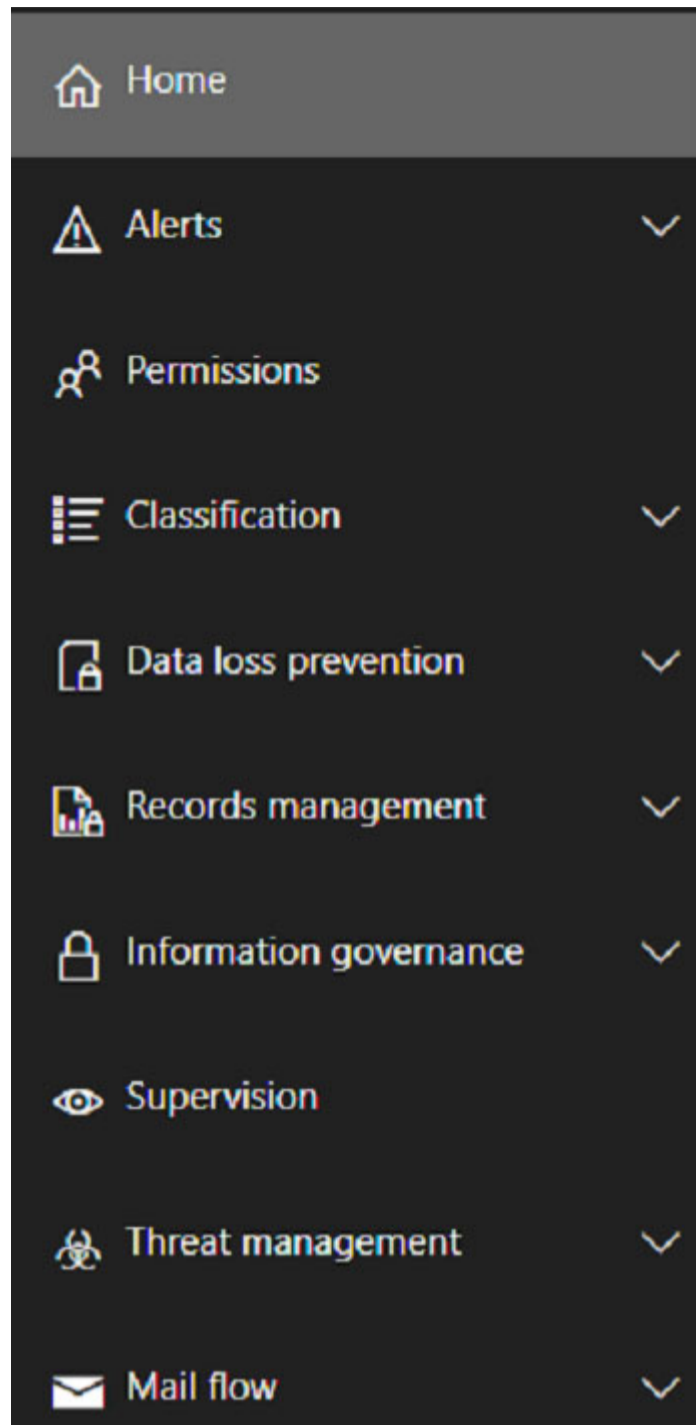 Home
Alerts
Permissions
Classification
Data loss prevention
Records management
Information governance
Supervision
Threat management
Mail flow